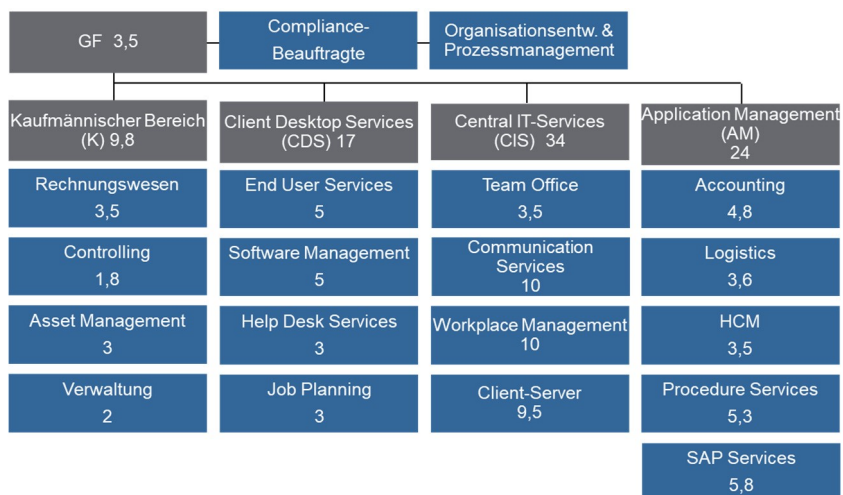 GF 3,5
Compliance-
Beauftragte
Organisationsentw. &
Prozessmanagement
Kaufmännischer Bereich
(K) 9,8
Rechnungswesen
3,5
Controlling
1,8
Asset Management
3
Verwaltung
2
Client Desktop Services
(CDS) 17
End User Services
5
Software Management
5
Help Desk Services
3
Job Planning
3
Central IT-Services
(CIS) 34
Team Office
3,5
Communication
Services
10
Workplace Management
10
Client-Server
9,5
Application Management
(AM)
24
Accounting
4,8
Logistics
3,6
HCM
3,5
Procedure Services
5,3
SAP Services
5,8